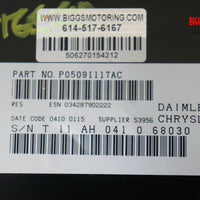 www.BIGGSMOTORING.com
614-517-6167
506270154212
PART NO. P05091117AC
RES ESN 034287902222
DAIMLE
DATE CODE 0410 0115 SUPPLIER 53956
CHRYSL
S/N T 11 AH 041 0 68030